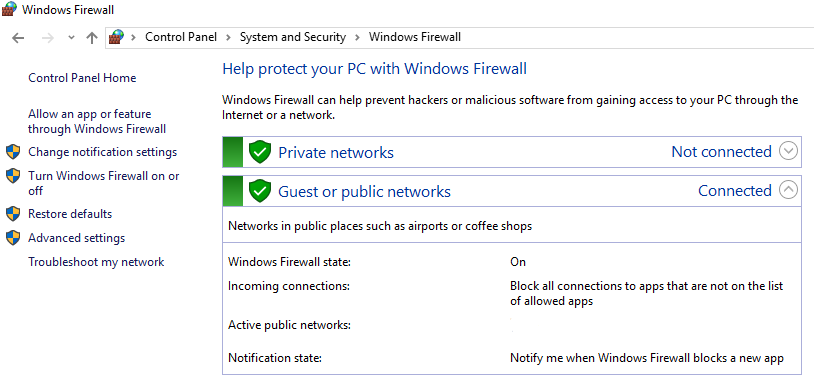 Windows Firewall
Control Panel > System and Security > Windows Firewall
Control Panel Home
Allow an app or feature
through Windows Firewall
Change notification settings
Turn Windows Firewall on or
off
Restore defaults
Advanced settings
Troubleshoot my network
Help protect your PC with Windows Firewall
Windows Firewall can help prevent hackers or malicious software from gaining access to your PC through the
Internet or a network.
Private networks Not connected
Guest or public networks Connected
Networks in public places such as airports or coffee shops
Windows Firewall state: On
Incoming connections: Block all connections to apps that are not on the list
of allowed apps
Active public networks:
Notification state: Notify me when Windows Firewall blocks a new app